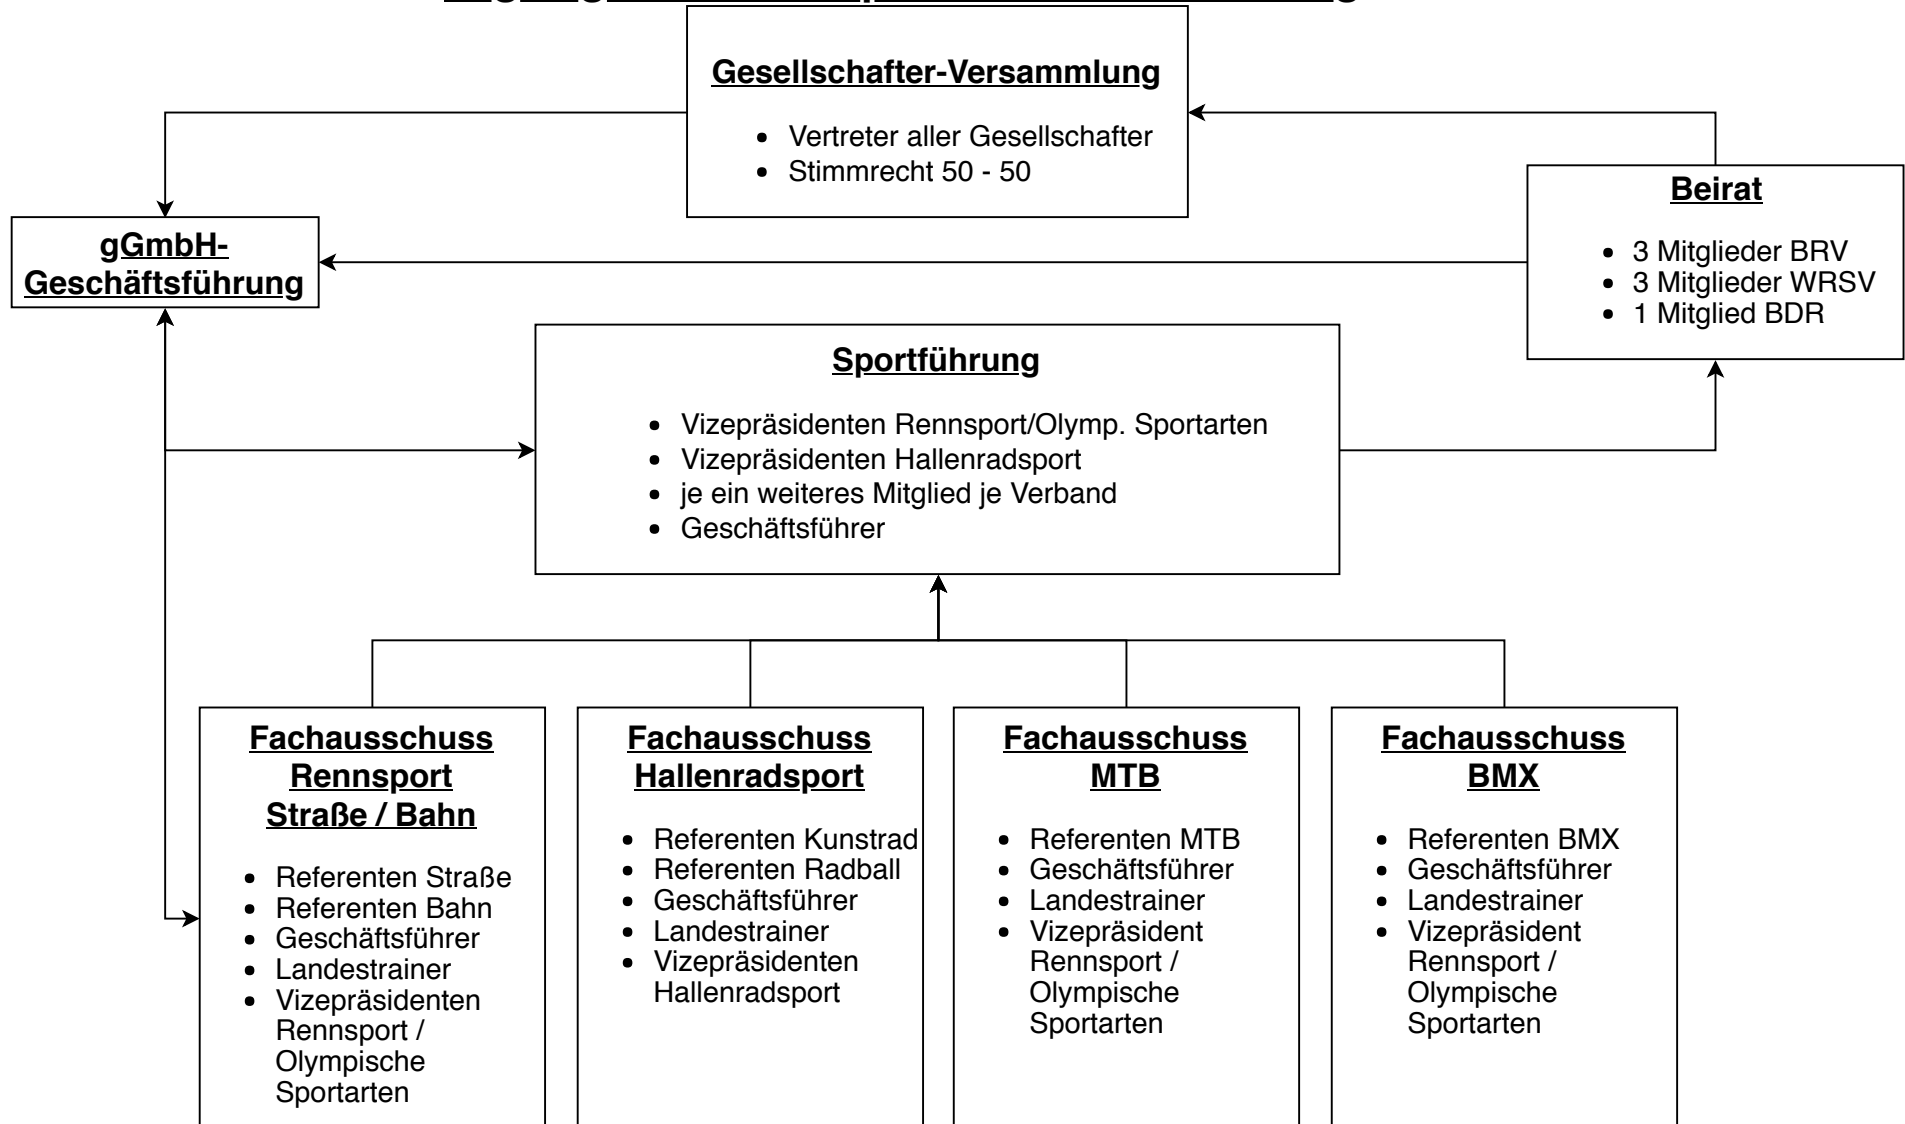 Gesellschafter-Versammlung
• Vertreter aller Gesellschafter
• Stimmrecht 50 - 50
Beirat
• 3 Mitglieder BRV
• 3 Mitglieder WRSV
• 1 Mitglied BDR
gGmbH-
Geschäftsführung
Sportführung
• Vizepräsidenten Rennsport/Olymp. Sportarten
• Vizepräsidenten Hallenradsport
• je ein weiteres Mitglied je Verband
• Geschäftsführer
Fachausschuss
Rennsport
Straße / Bahn
• Referenten Straße
• Referenten Bahn
• Geschäftsführer
• Landestrainer
• Vizepräsidenten
Rennsport /
Olympische
Sportarten
Fachausschuss
Hallenradsport
• Referenten Kunstrad
• Referenten Radball
• Geschäftsführer
• Landestrainer
• Vizepräsidenten
Hallenradsport
Fachausschuss
MTB
• Referenten MTB
• Geschäftsführer
• Landestrainer
• Vizepräsident
Rennsport /
Olympische
Sportarten
Fachausschuss
BMX
• Referenten BMX
• Geschäftsführer
• Landestrainer
• Vizepräsident
Rennsport /
Olympische
Sportarten